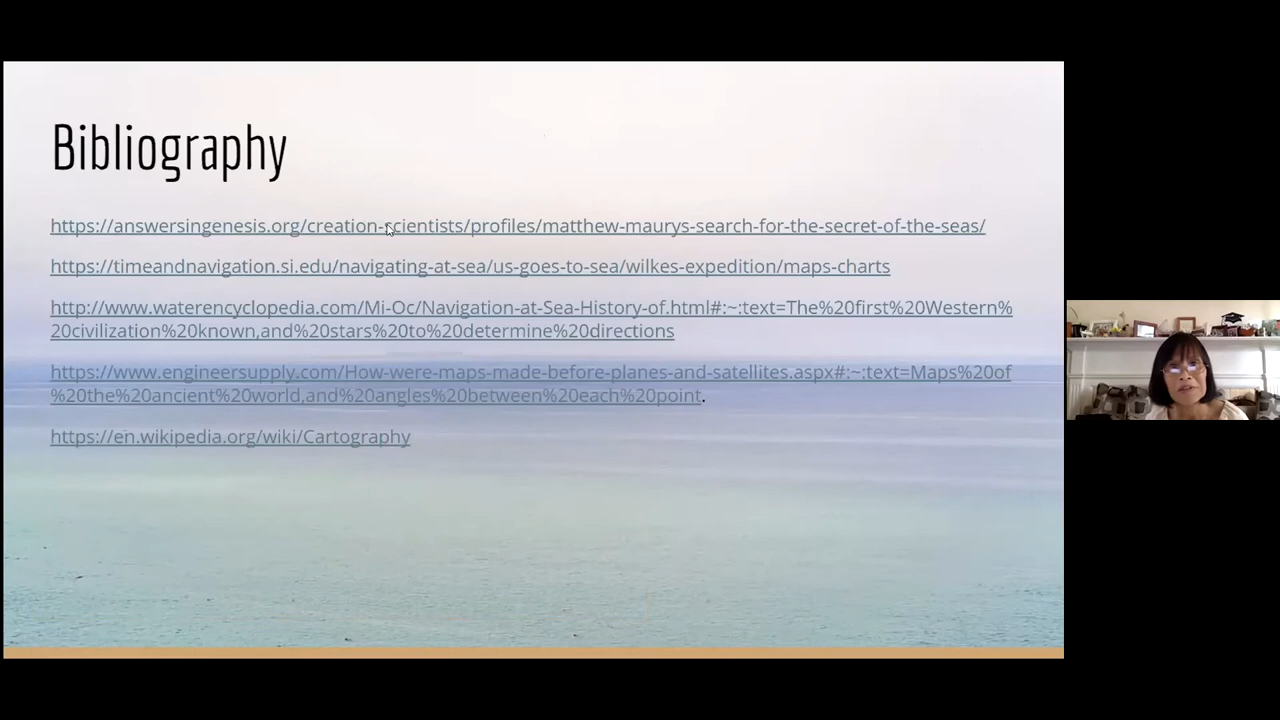 Bibliography
https://answersingenesis.org/creation-scientists/profiles/matthew-maurys-search-for-the-secret-of-the-seas/
https://timeandnavigation.si.edu/navigating-at-sea/us-goes-to-sea/wilkes-expedition/maps-charts
http://www.waterencyclopedia.com/Mi-Oc/Navigation-at-Sea-History-of.html#:~:text=The%20first%20Western%
20civilization%20known,and%20stars%20to%20determine%20directions
https://www.engineersupply.com/How-were-maps-made-before-planes-and-satellites.aspx#:~:text=Maps%20of
%20the%20ancient%20world,and%20angles%20between%20each%20point.
https://en.wikipedia.org/wiki/Cartography